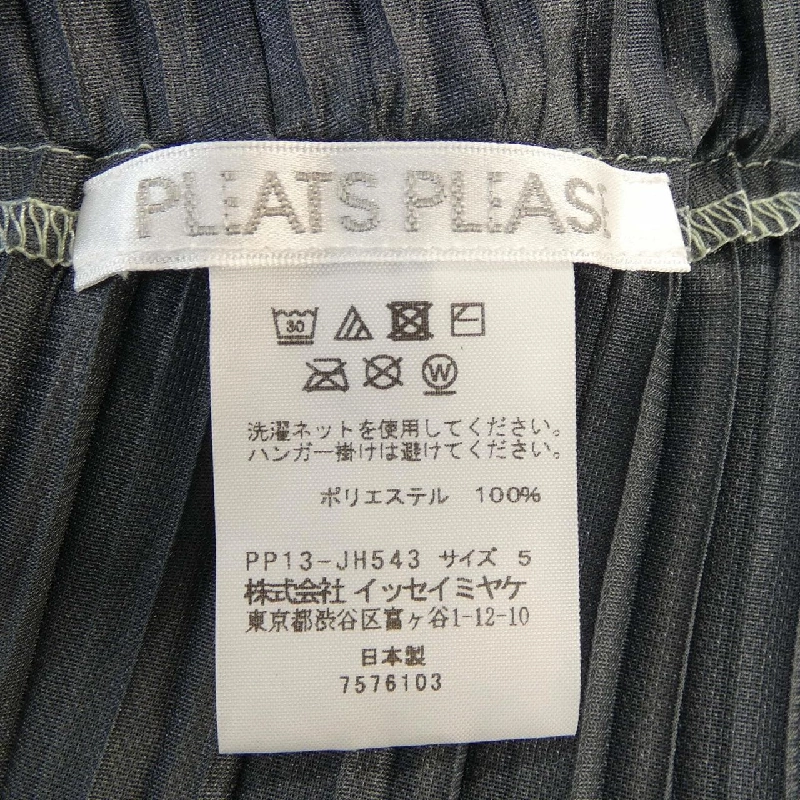 PLEATS PLEASE
30
W
洗濯ネットを使用してください。
ハンガー掛けは避けてください。
ポリエステル 100%
PP13-JH543 サイズ 5
株式会社 イッセイミヤケ
東京都渋谷区富ヶ谷1-12-10
日本製
7576103